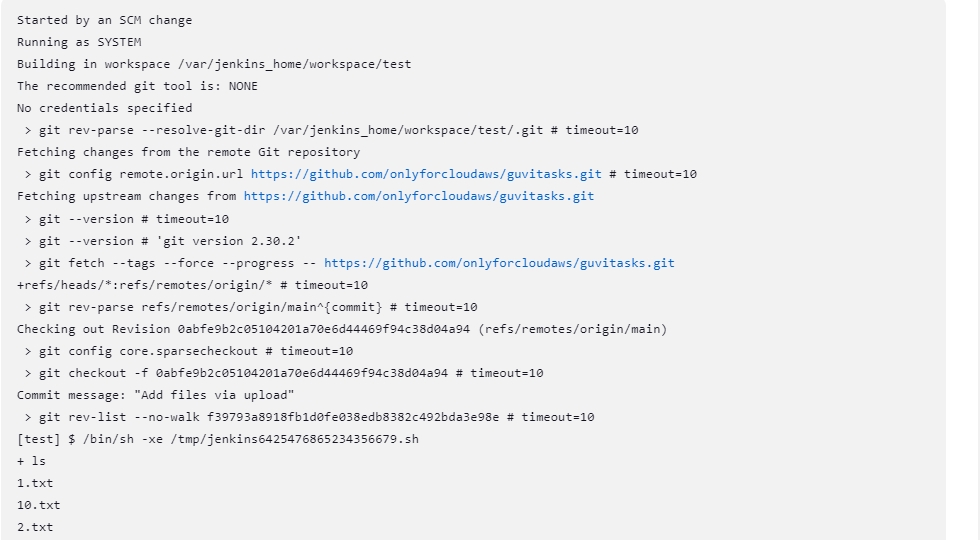 Started by an SCM change
Running as SYSTEM
Building in workspace /var/jenkins_home/workspace/test
The recommended git tool is: NONE
No credentials specified
> git rev-parse --resolve-git-dir /var/jenkins_home/workspace/test/.git # timeout=10
Fetching changes from the remote Git repository
> git config remote.origin.url https://github.com/onlyforcloudaws/guvitasks.git # timeout=10
Fetching upstream changes from https://github.com/onlyforcloudaws/guvitasks.git
> git --version # timeout=10
> git --version # 'git version 2.30.2'
> git fetch --tags --force --progress -- https://github.com/onlyforcloudaws/guvitasks.git
+refs/heads/*:refs/remotes/origin/* # timeout=10
> git rev-parse refs/remotes/origin/main^{commit} # timeout=10
Checking out Revision 0abfe9b2c05104201a70e6d44469f94c38d04a94 (refs/remotes/origin/main)
> git config core.sparsecheckout # timeout=10
> git checkout -f 0abfe9b2c05104201a70e6d44469f94c38d04a94 # timeout=10
Commit message: "Add files via upload"
> git rev-list --no-walk f39793a8918fb1d0fe038edb8382c492bda3e98e # timeout=10
[test] $ /bin/sh -xe /tmp/jenkins6425476865234356679.sh
+ ls
1.txt
10.txt
2.txt